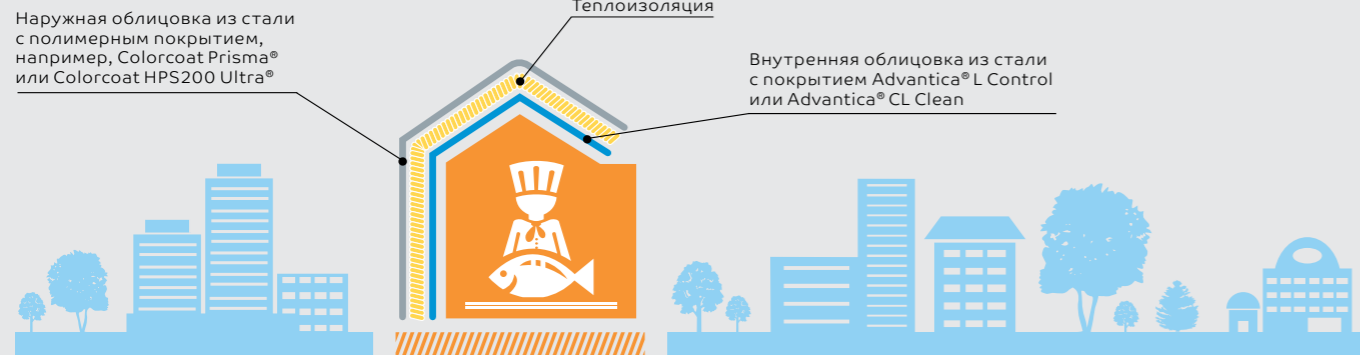 Наружная облицовка из стали
с полимерным покрытием,
например, Colorcoat Prisma®
или Colorcoat HPS200 Ultra®
Теплоизоляция
Внутренняя облицовка из стали
с покрытием Advantica® L Control
или Advantica® CL Clean